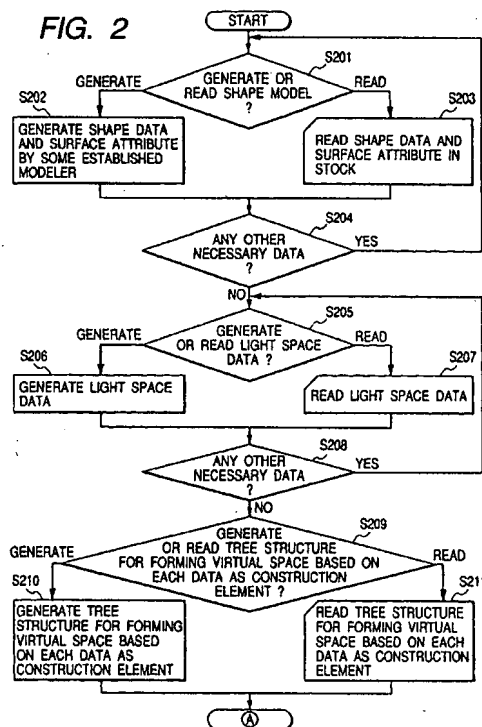 FIG. 2
START
S201
GENERATE OR
READ SHAPE MODEL
?
GENERATE
READ
S202
GENERATE SHAPE DATA
AND SURFACE ATTRIBUTE
BY SOME ESTABLISHED
MODELER
S203
READ SHAPE DATA AND
SURFACE ATTRIBUTE IN
STOCK
S204
ANY OTHER
NECESSARY DATA
?
YES
NO
S205
GENERATE
OR READ LIGHT SPACE
DATA ?
GENERATE
READ
S206
GENERATE LIGHT SPACE
DATA
S207
READ LIGHT SPACE DATA
S208
ANY OTHER
NECESSARY DATA
?
YES
NO
S209
GENERATE
OR READ TREE STRUCTURE
FOR FORMING VIRTUAL SPACE BASED ON
EACH DATA AS CONSTRUCTION
ELEMENT ?
GENERATE
READ
S210
GENERATE TREE
STRUCTURE FOR FORMING
VIRTUAL SPACE BASED
ON EACH DATA AS
CONSTRUCTION ELEMENT
S211
READ TREE STRUCTURE
FOR FORMING VIRTUAL
SPACE BASED ON EACH
DATA AS CONSTRUCTION
ELEMENT
A